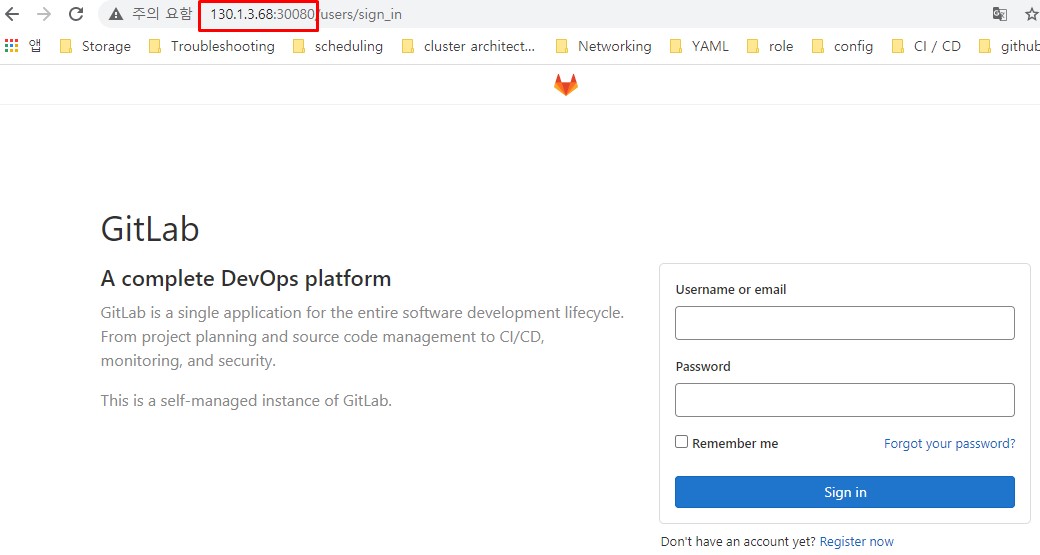 주의 요함 130.1.3.68:30080/users/sign_in
앱 Storage Troubleshooting scheduling cluster architect... Networking YAML role config CI / CD github
GitLab
A complete DevOps platform
GitLab is a single application for the entire software development lifecycle.
From project planning and source code management to CI/CD,
monitoring, and security.
This is a self-managed instance of GitLab.
Username or email
Password
Remember me Forgot your password?
Sign in
Don't have an account yet? Register now